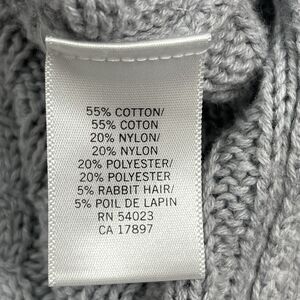 55% COTTON/
55% COTON
20% NYLON/
20% NYLON
20% POLYESTER/
20% POLYESTER
5% RABBIT HAIR/
5% POIL DE LAPIN
RN 54023
CA 17897